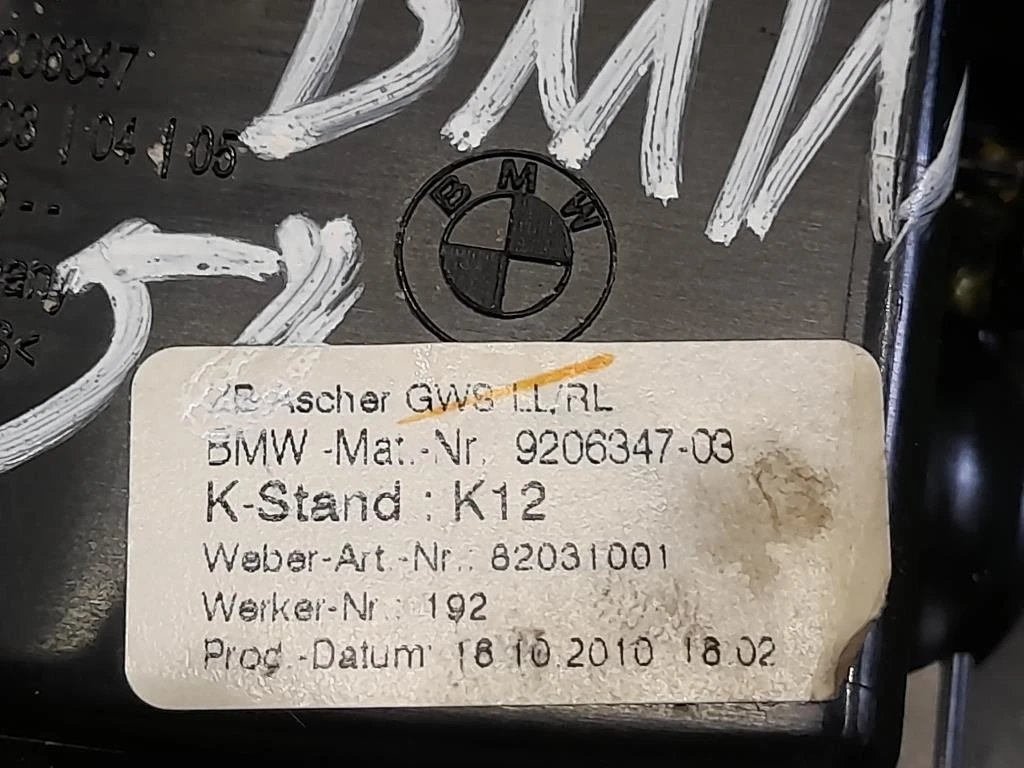 206347
03 / 04 / 05
BMW
BMW
ZB Ascher GWS LL/RL
BMW -Mat.-Nr. 9206347-03
K-Stand : K12
Weber-Art.-Nr.: 82031001
Werker-Nr.: 192
Prod.-Datum: 18.10.2010 18:02